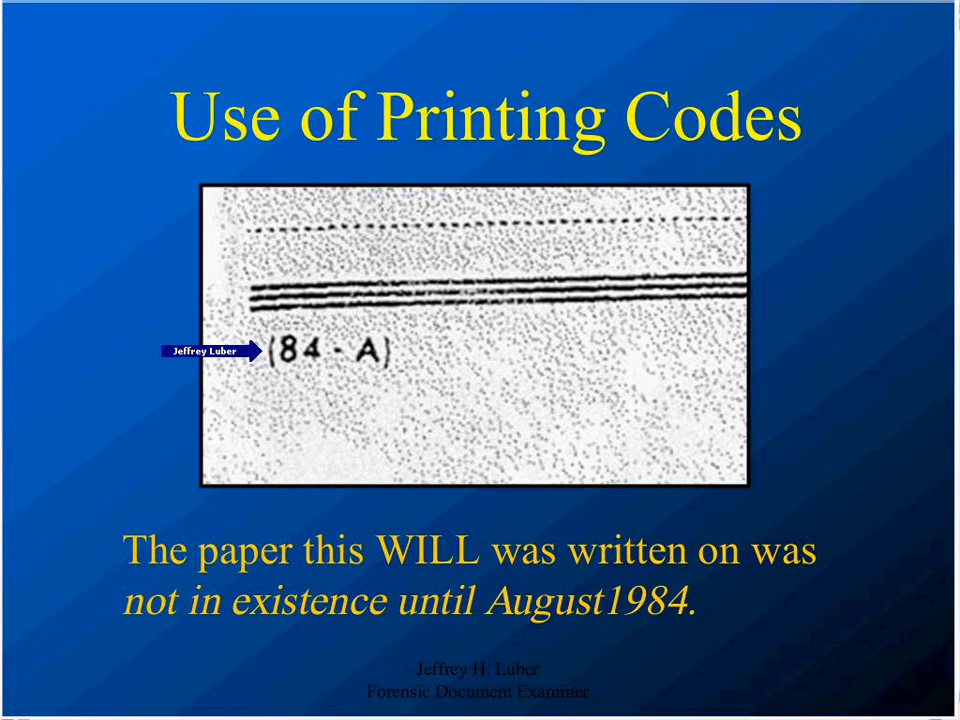 Use of Printing Codes
Jeffrey Luber
(84 - A)
The paper this WILL was written on was
not in existence until August1984.
Jeffrey H. Luber
Forensic Document Examiner